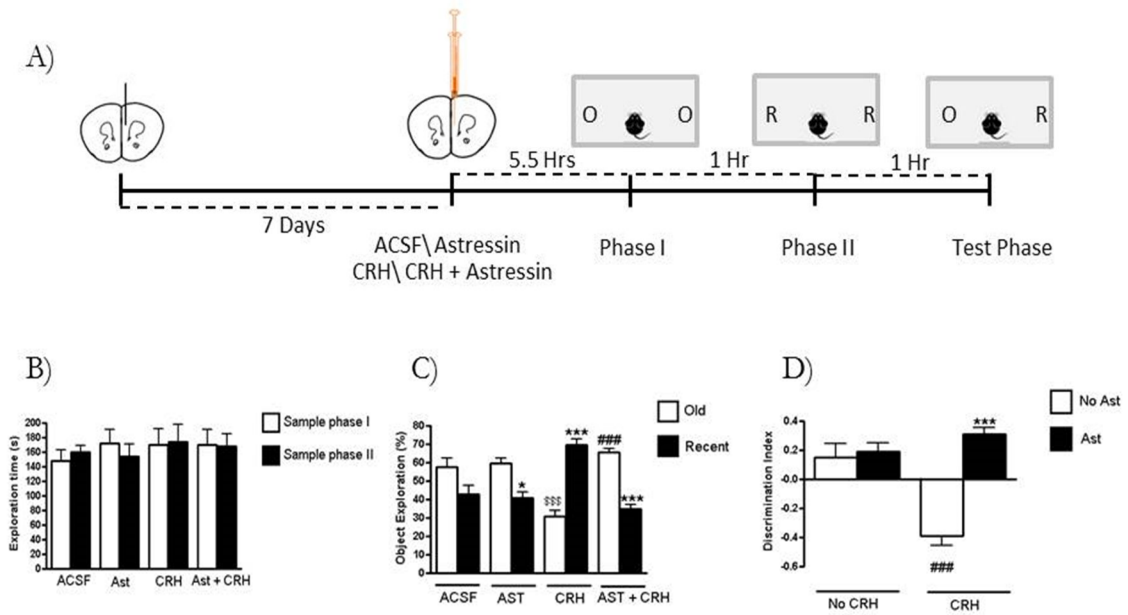 A)
O O R R O R
5.5 Hrs 1 Hr 1 Hr
7 Days
ACSF\ Astressin
CRH\ CRH + Astressin
Phase I Phase II Test Phase
B)
Exploration time (s)
200
180
160
140
120
100
80
60
40
20
0
ACSF Ast CRH Ast + CRH
Sample phase I
Sample phase II
C)
Object Exploration (%)
80
70
60
50
40
30
20
10
0
* $$$ *** ### ***
ACSF AST CRH AST + CRH
Old
Recent
D)
Discrimination Index
0.4
0.2
-0.0
-0.2
-0.4
-0.6
***
###
No CRH CRH
No Ast
Ast